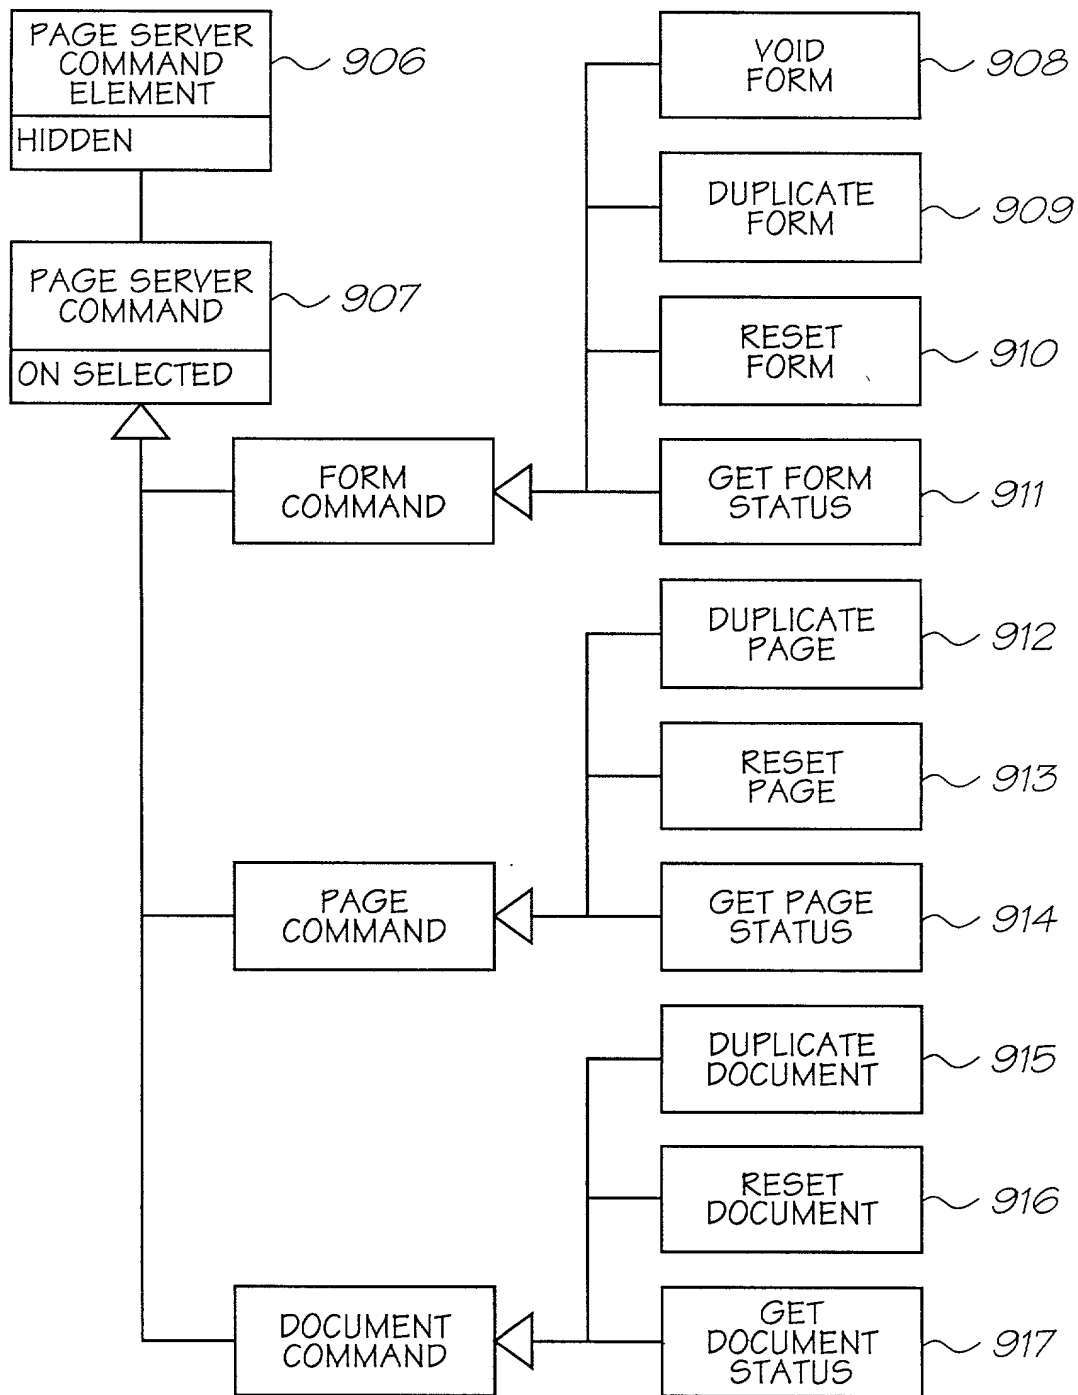 PAGE SERVER
COMMAND
ELEMENT
906
HIDDEN
PAGE SERVER
COMMAND
907
ON SELECTED
FORM
COMMAND
VOID
FORM
908
DUPLICATE
FORM
909
RESET
FORM
910
GET FORM
STATUS
911
PAGE
COMMAND
DUPLICATE
PAGE
912
RESET
PAGE
913
GET PAGE
STATUS
914
DOCUMENT
COMMAND
DUPLICATE
DOCUMENT
915
RESET
DOCUMENT
916
GET
DOCUMENT
STATUS
917